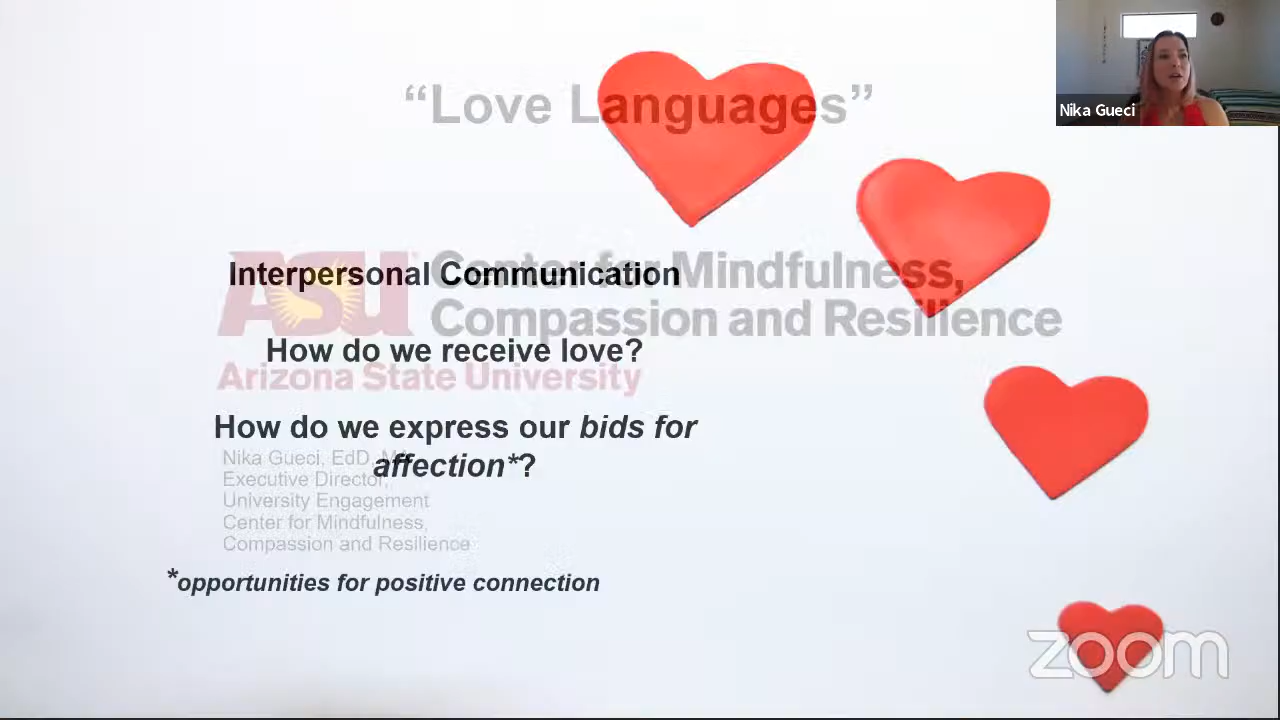 “Love Languages”
Nika Gueci
Interpersonal Communication
ASU Center for Mindfulness,
Compassion and Resilience
How do we receive love?
Arizona State University
How do we express our bids for
affection*?
Nika Gueci, EdD,
Executive Director,
University Engagement
Center for Mindfulness,
Compassion and Resilience
*opportunities for positive connection
zoom